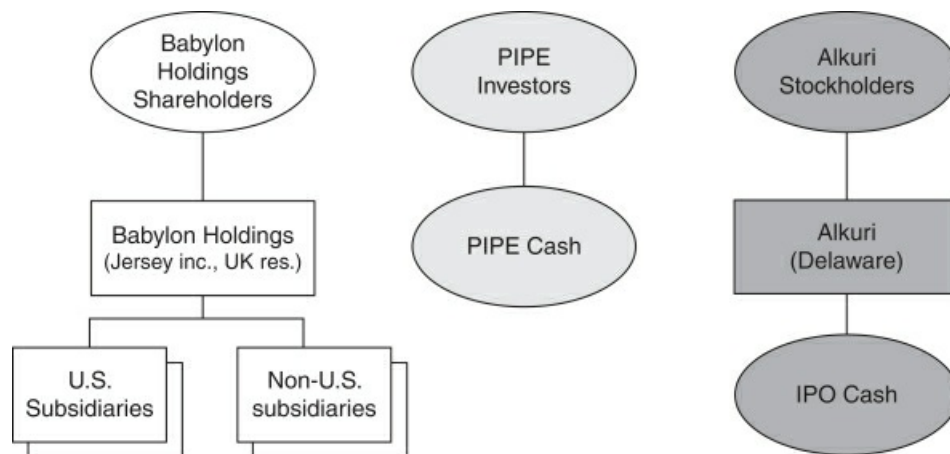 Babylon
Holdings
Shareholders
PIPE
Investors
Alkuri
Stockholders
Babylon Holdings
(Jersey inc., UK res.)
PIPE Cash
Alkuri
(Delaware)
U.S.
Subsidiaries
Non-U.S.
subsidiaries
IPO Cash